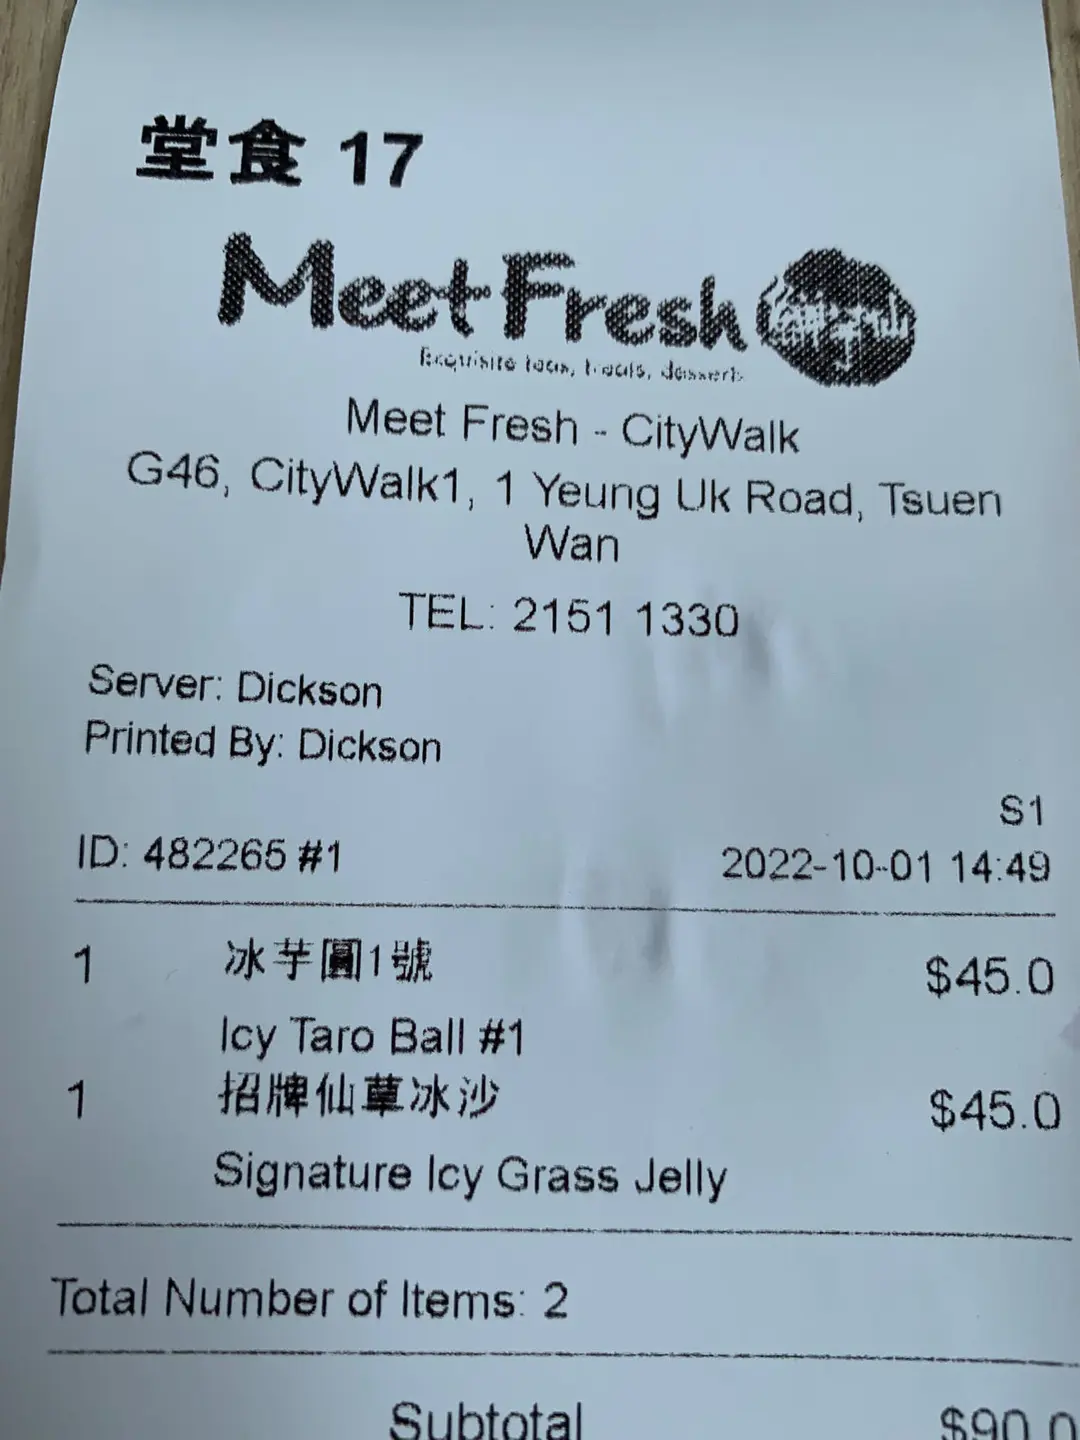 堂食 17
Meet Fresh
Meet Fresh - CityWalk
G46, CityWalk1, 1 Yeung Uk Road, Tsuen
Wan
TEL: 2151 1330
Server: Dickson
Printed By: Dickson
S1
ID: 482265 #1 2022-10-01 14:49
1 冰芋圓1號 $45.0
Icy Taro Ball #1
1 招牌仙草冰沙 $45.0
Signature Icy Grass Jelly
Total Number of Items: 2
Subtotal $90.0